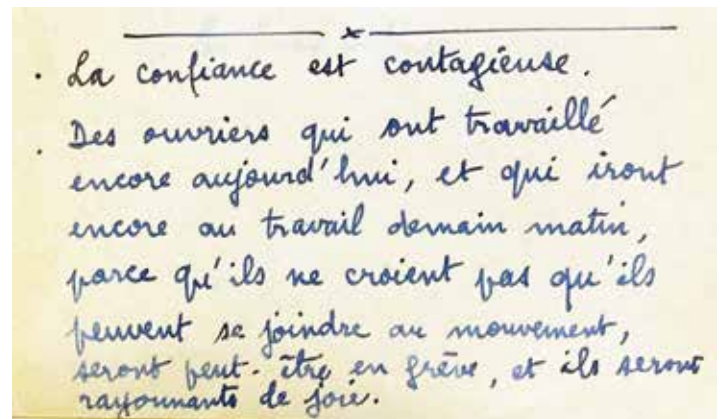 . La confiance est contagieuse.
. Des ouvriers qui ont travaillé
encore aujourd'hui, et qui iront
encore au travail demain matin,
parce qu'ils ne croient pas qu'ils
peuvent se joindre au mouvement,
seront peut-être en grève, et ils seront
rayonnants de joie.